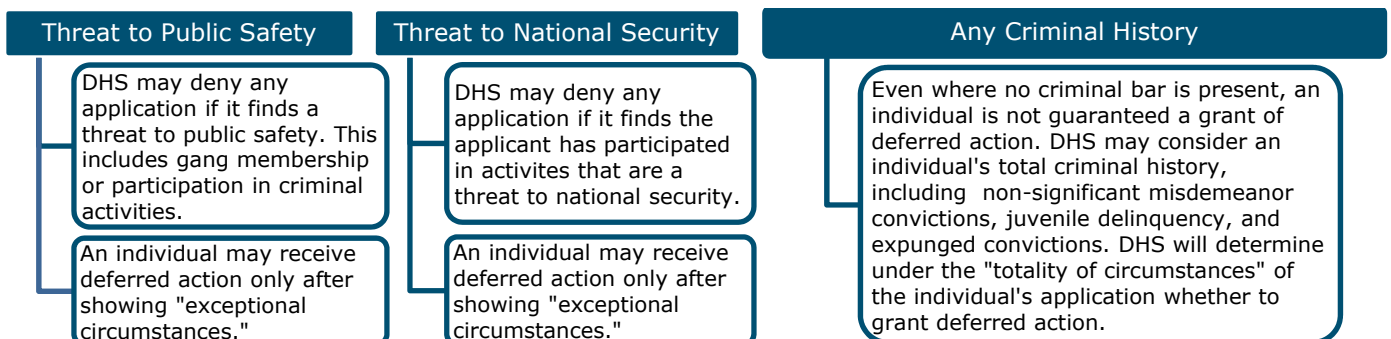 Threat to Public Safety
DHS may deny any
application if it finds a
threat to public safety. This
includes gang membership
or participation in criminal
activities.
An individual may receive
deferred action only after
showing "exceptional
circumstances."
Threat to National Security
DHS may deny any
application if it finds the
applicant has participated
in activites that are a
threat to national security.
An individual may receive
deferred action only after
showing "exceptional
circumstances."
Any Criminal History
Even where no criminal bar is present, an
individual is not guaranteed a grant of
deferred action. DHS may consider an
individual's total criminal history,
including non-significant misdemeanor
convictions, juvenile delinquency, and
expunged convictions. DHS will determine
under the "totality of circumstances" of
the individual's application whether to
grant deferred action.